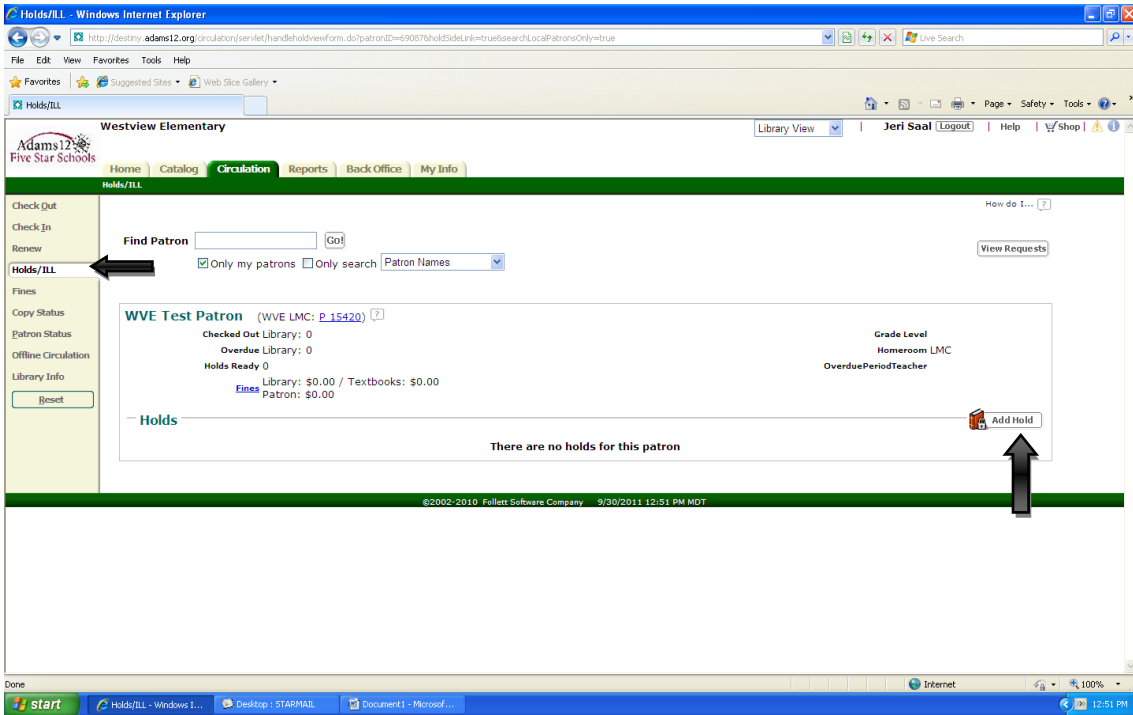 Holds/ILL - Windows Internet Explorer
http://destiny.adams12.org/circulation/servlet/handleholdviewform.do?patronID=69087&holdSideLink=true&searchLocalPatronsOnly=true
Live Search
File Edit View Favorites Tools Help
Favorites Suggested Sites Web Slice Gallery
Holds/ILL Page Safety Tools
Adams12
Five Star Schools
Westview Elementary Library View | Jeri Saal Logout | Help | Shop |
Home Catalog Circulation Reports Back Office My Info
Holds/ILL
Check Out
Check In
Renew
Holds/ILL
Fines
Copy Status
Patron Status
Offline Circulation
Library Info
Reset
How do I... ?
Find Patron Go!
View Requests
Only my patrons Only search Patron Names
WVE Test Patron (WVE LMC: P 15420) ?
Checked Out Library: 0 Grade Level
Overdue Library: 0 Homeroom LMC
Holds Ready 0 OverduePeriodTeacher
Fines Library: $0.00 / Textbooks: $0.00
Patron: $0.00
Holds Add Hold
There are no holds for this patron
©2002-2010 Follett Software Company 9/30/2011 12:51 PM MDT
Done Internet 100%
start Holds/ILL - Windows I... Desktop : STARMAIL Document1 - Microsof... 12:51 PM